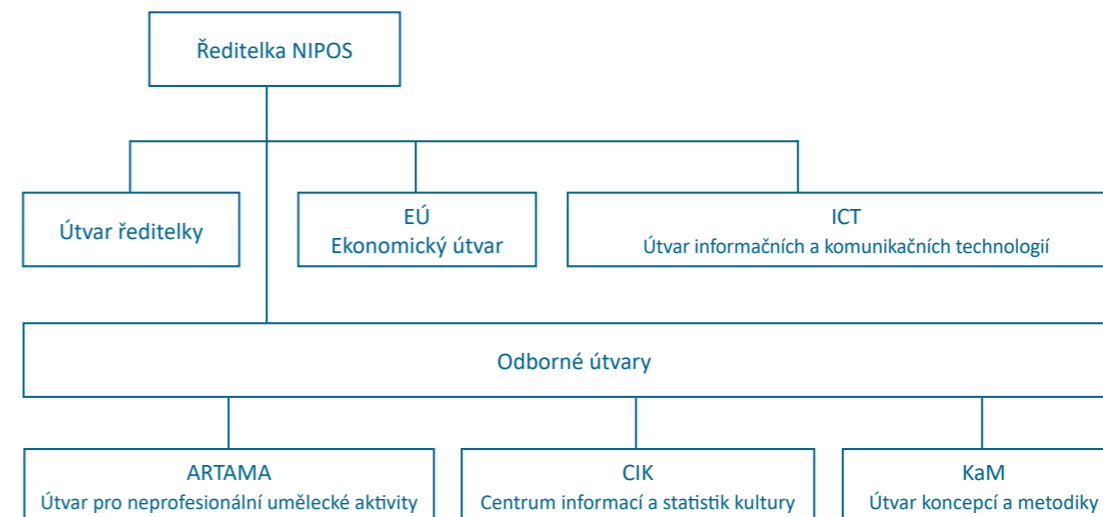 Ředitelka NIPOS
Útvar ředitelky
EÚ
Ekonomický útvar
ICT
Útvar informačních a komunikačních technologií
Odborné útvary
ARTAMA
Útvar pro neprofesionální umělecké aktivity
CIK
Centrum informací a statistik kultury
KaM
Útvar koncepcí a metodiky